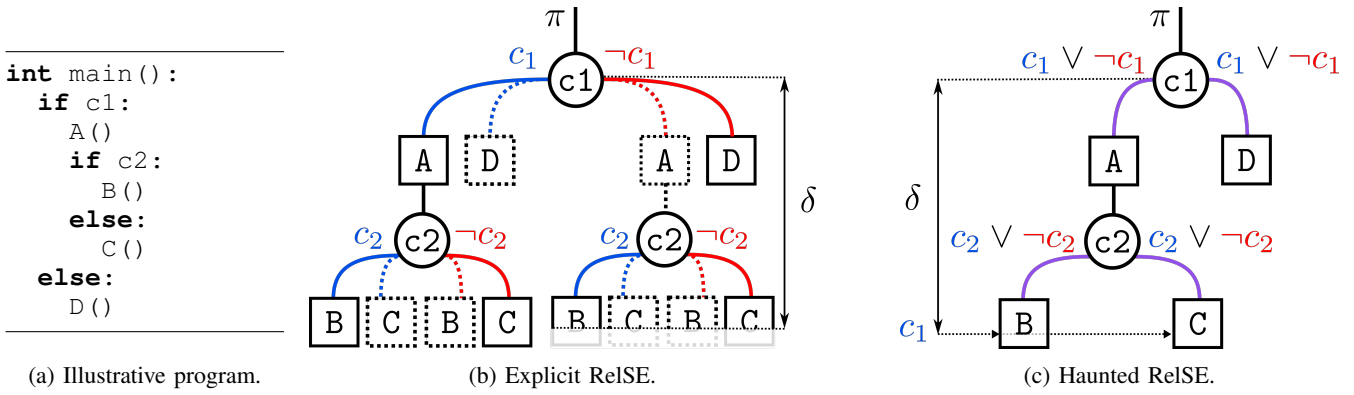 int main():
if c1:
A()
if c2:
B()
else:
C()
else:
D()
(a) Illustrative program.
π
c₁ ¬c₁
c1
A D A D
δ
c₂ c2 ¬c₂ c₂ c2 ¬c₂
B C B C B C B C
(b) Explicit RelSE.
π
c₁ ∨ ¬c₁ c₁ ∨ ¬c₁
c1
A D
δ
c₂ ∨ ¬c₂ c2 c₂ ∨ ¬c₂
c₁ B C
(c) Haunted RelSE.